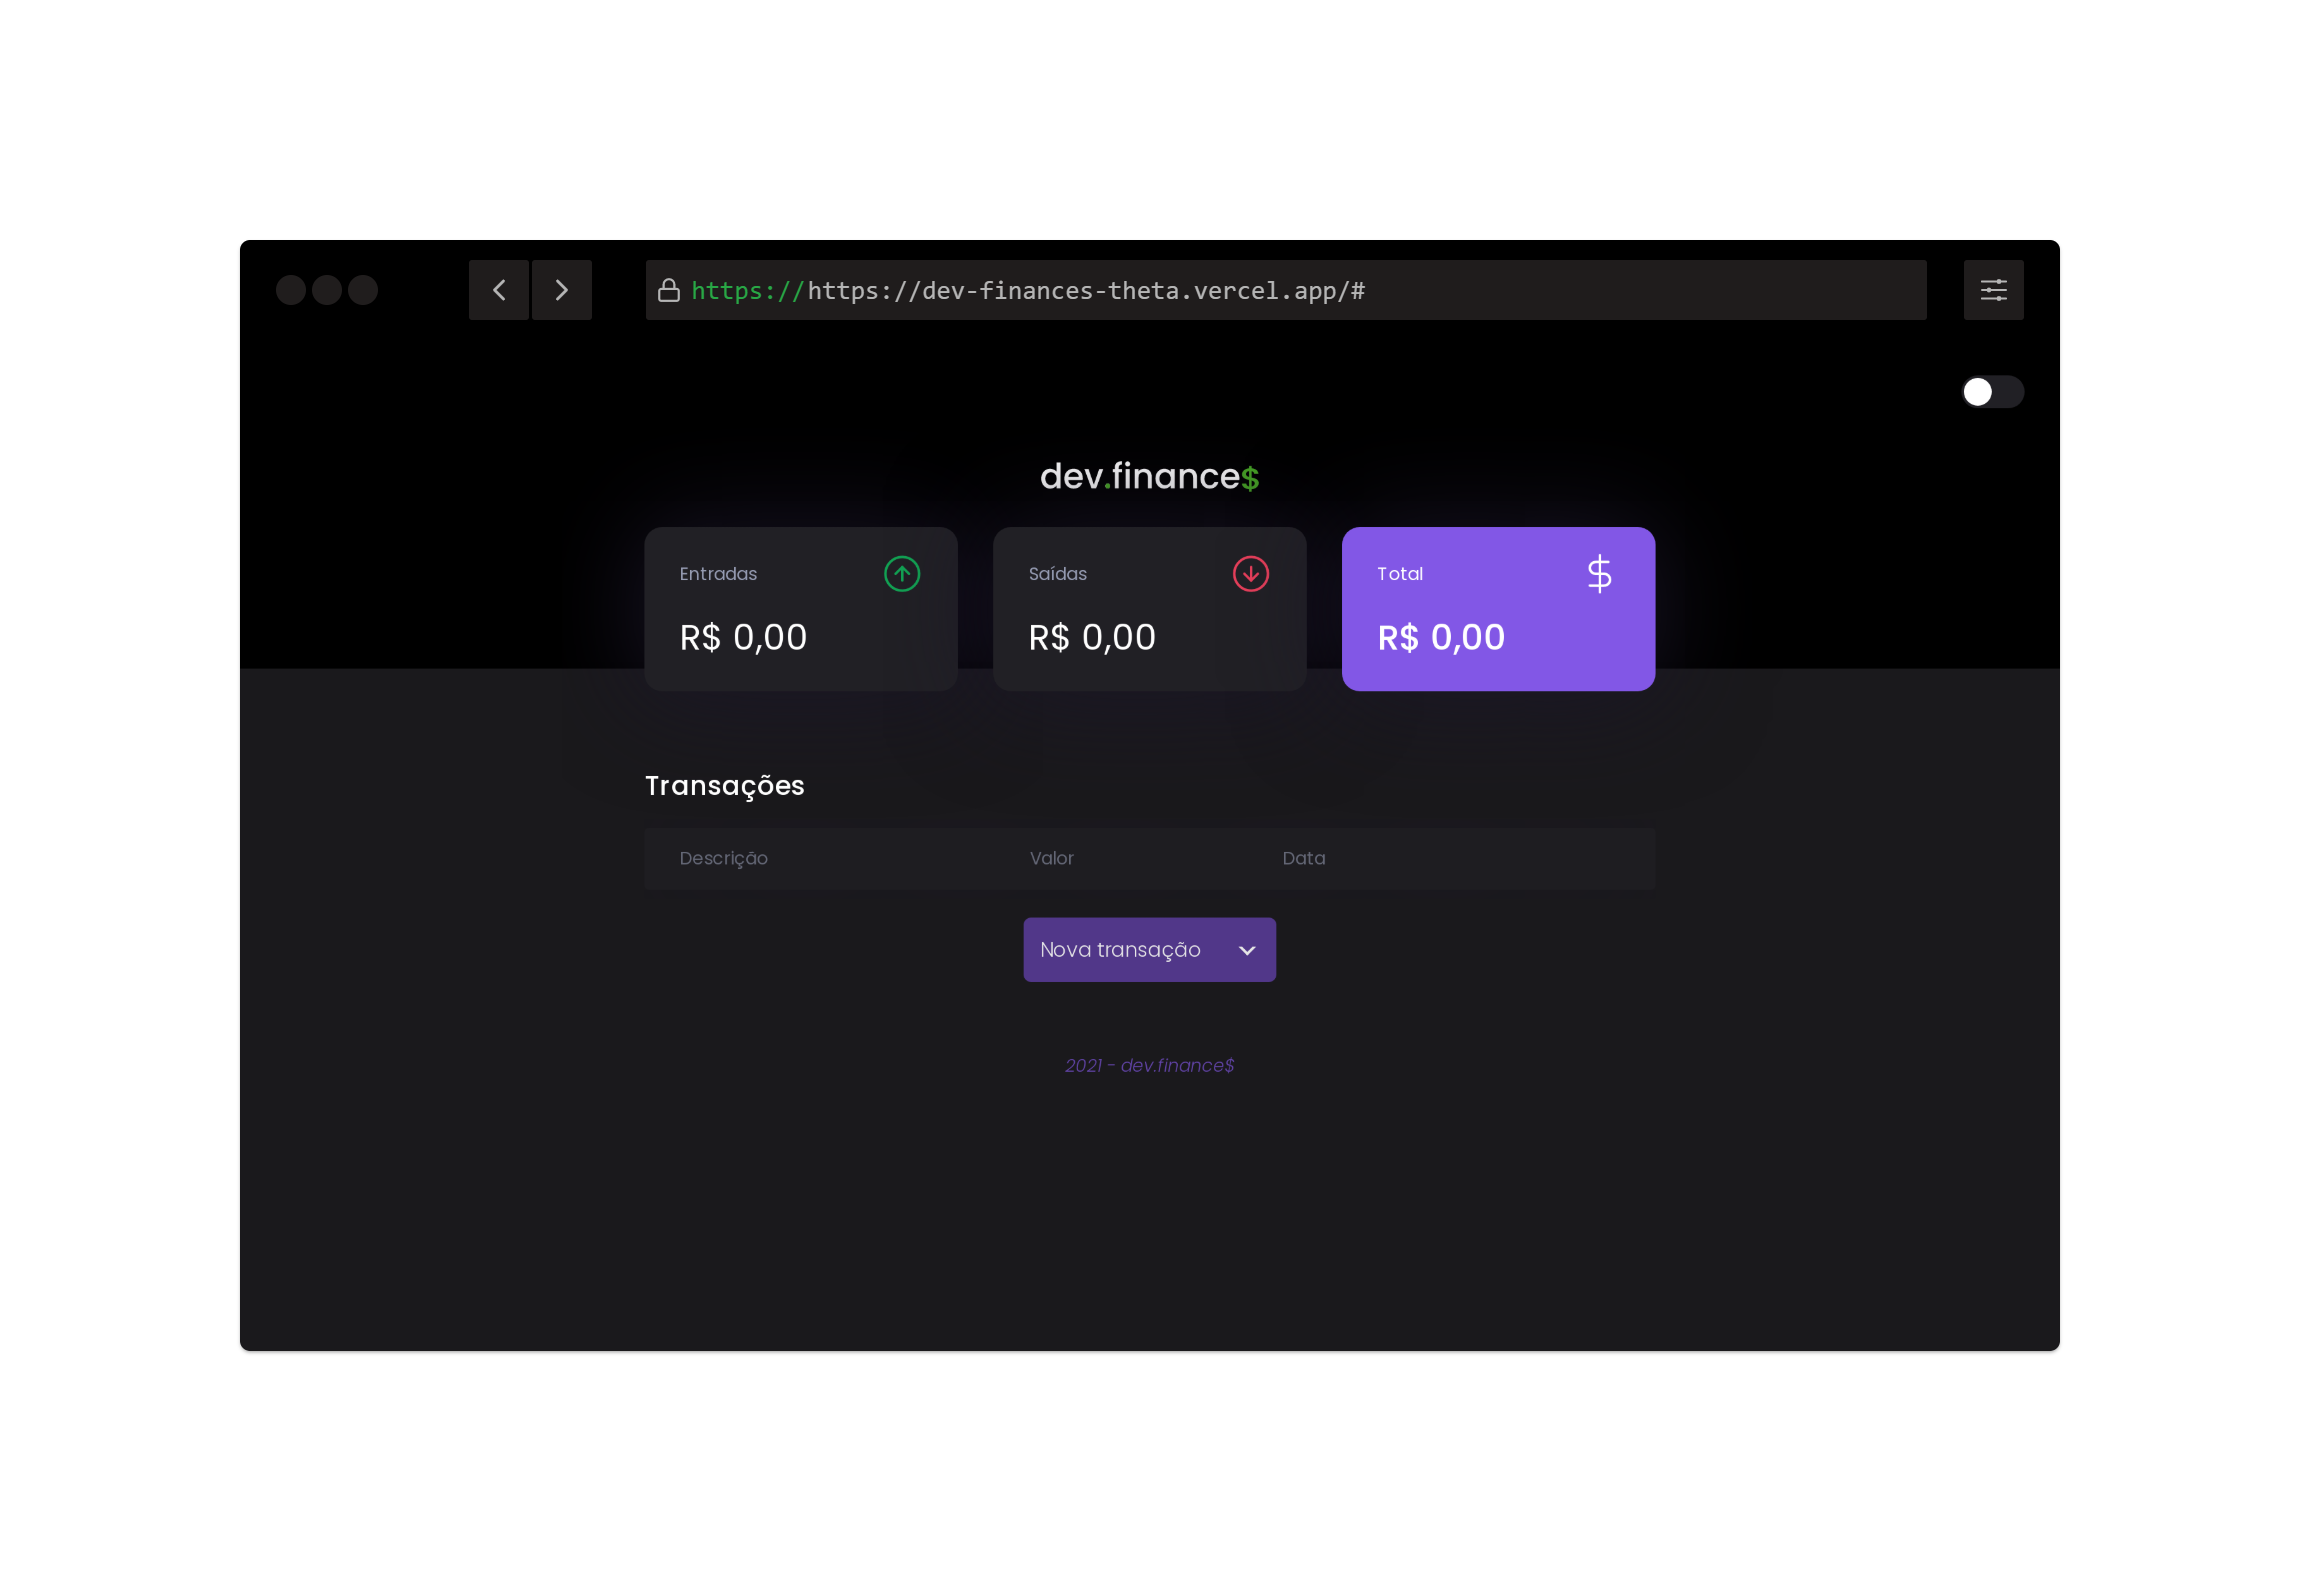 https://https://dev-finances-theta.vercel.app/#
dev.finance$
Entradas
R$ 0,00
Saídas
R$ 0,00
Total
R$ 0,00
Transações
Descrição Valor Data
Nova transação
2021 - dev.finance$